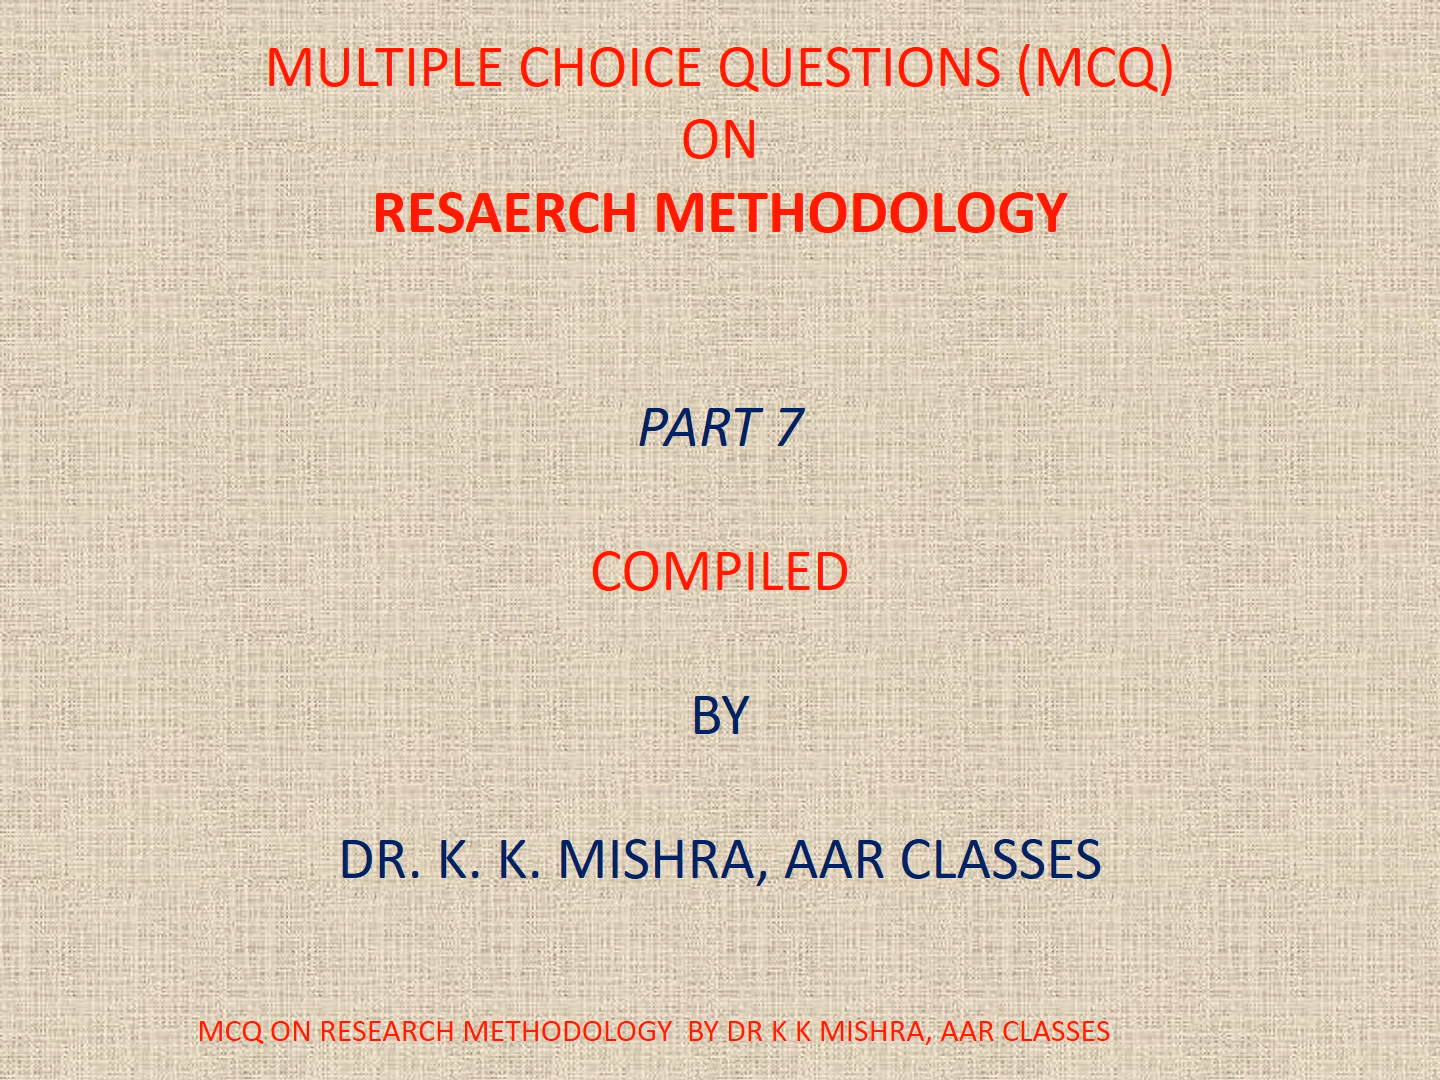 MULTIPLE CHOICE QUESTIONS (MCQ)
ON
RESAERCH METHODOLOGY
PART 7
COMPILED
BY
DR. K. K. MISHRA, AAR CLASSES
MCQ ON RESEARCH METHODOLOGY BY DR K K MISHRA, AAR CLASSES